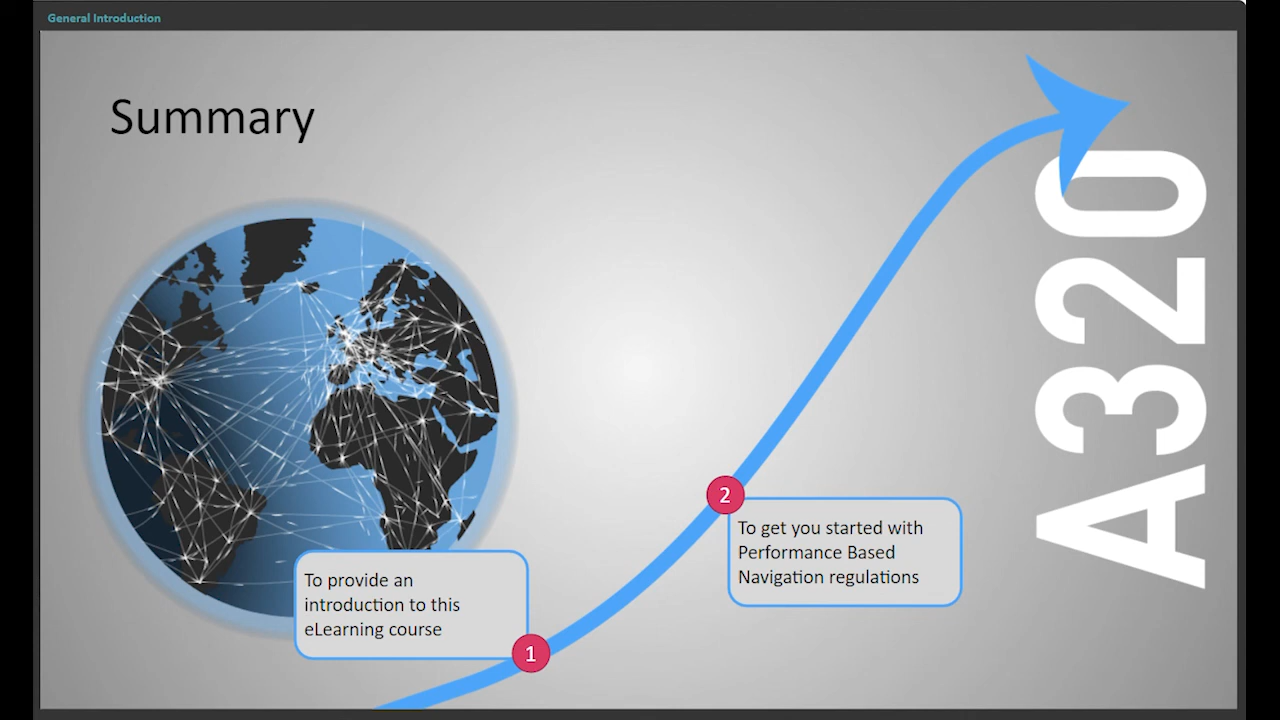 General Introduction
Summary
A320
2
To get you started with
Performance Based
Navigation regulations
To provide an
introduction to this
eLearning course
1